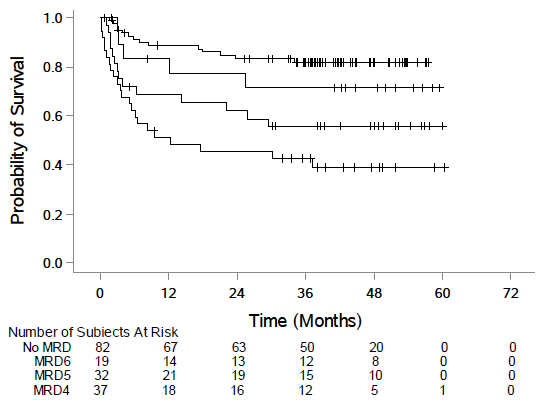 1.0
0.8
0.6
0.4
0.2
0.0
Probability of Survival
0 12 24 36 48 60 72
Time (Months)
Number of Subjects At Risk
No MRD 82 67 63 50 20 0 0
MRD6 19 14 13 12 8 0 0
MRD5 32 21 19 15 10 0 0
MRD4 37 18 16 12 5 1 0